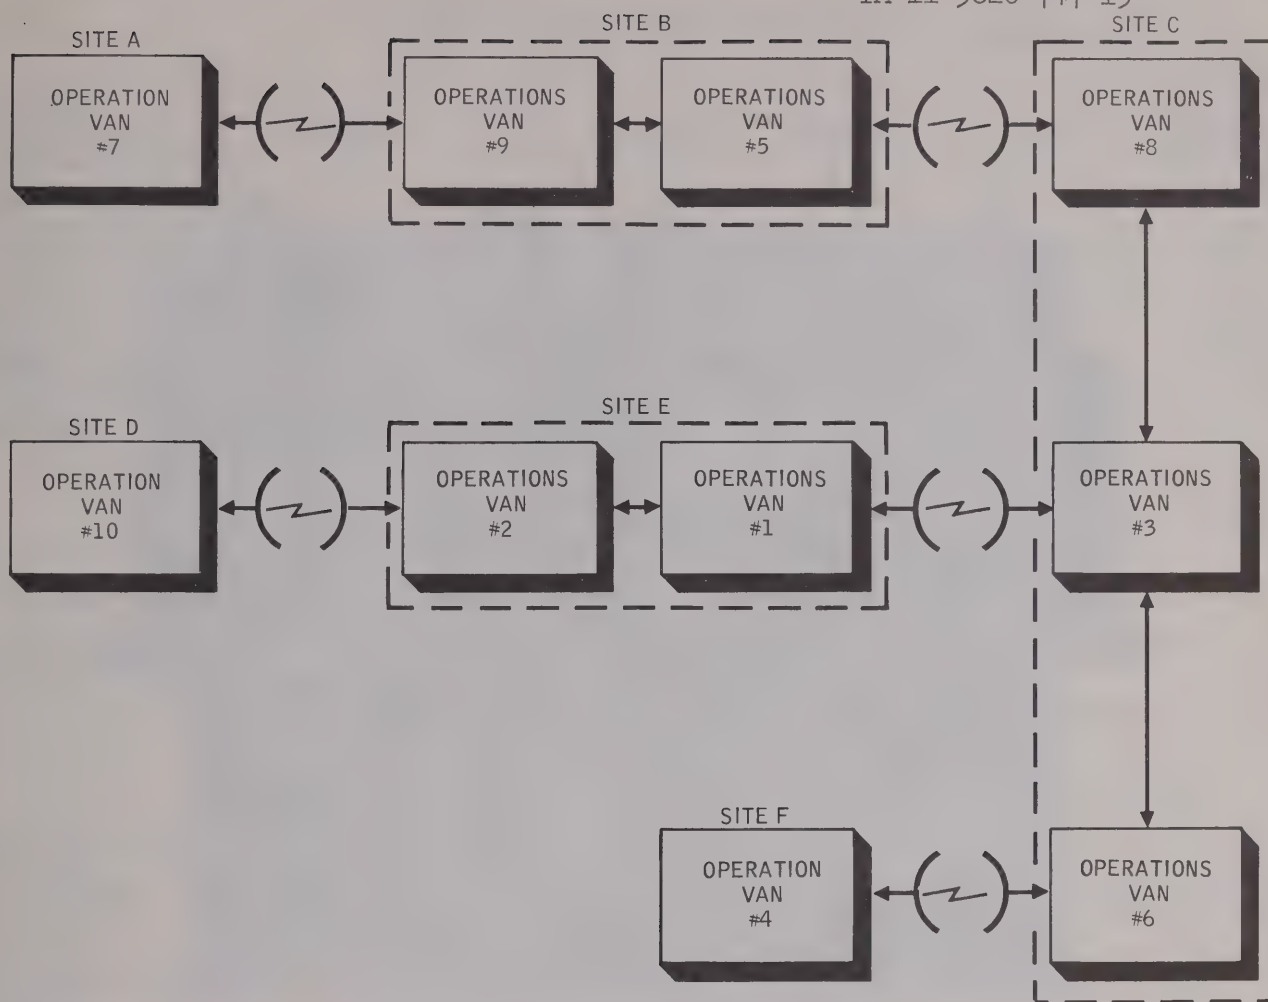 SITE A
SITE B
SITE C
OPERATION
VAN
#7
OPERATIONS
VAN
#9
OPERATIONS
VAN
#5
OPERATIONS
VAN
#8
SITE D
SITE E
OPERATION
VAN
#10
OPERATIONS
VAN
#2
OPERATIONS
VAN
#1
OPERATIONS
VAN
#3
SITE F
OPERATION
VAN
#4
OPERATIONS
VAN
#6